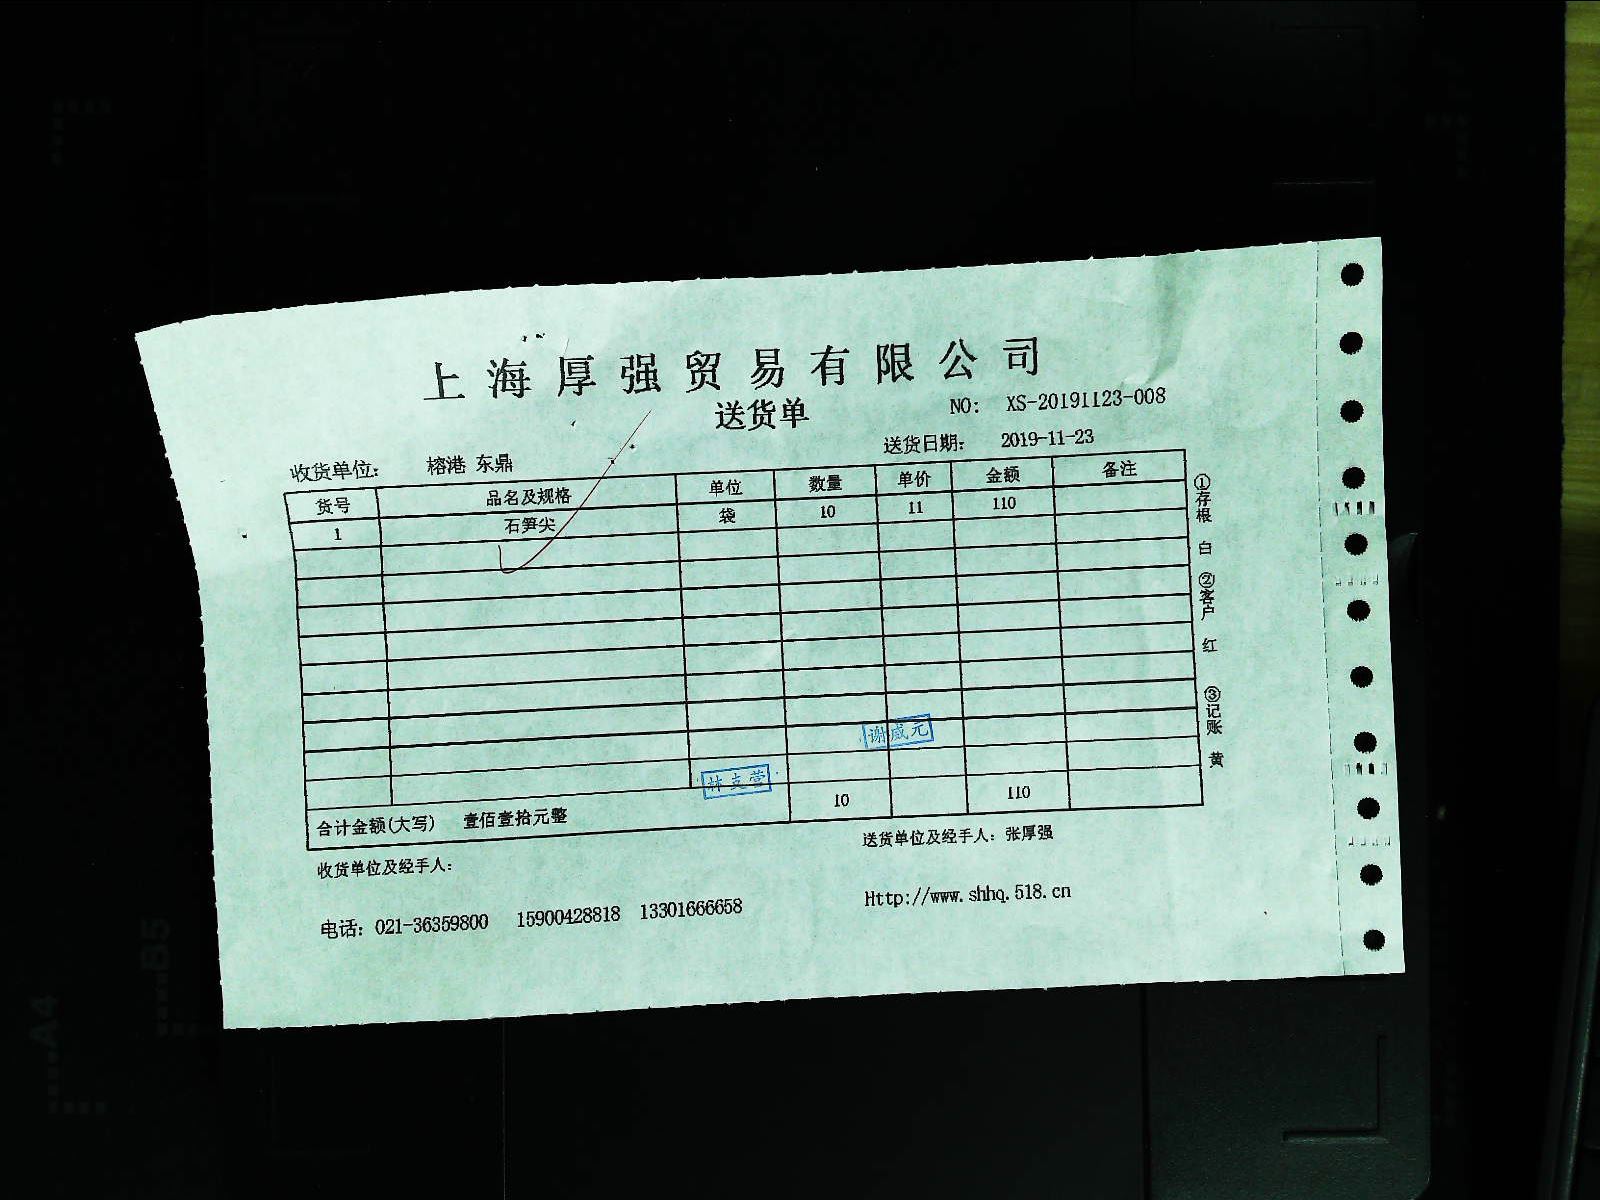 上海厚强贸易有限公司
送货单
NO: XS-20191123-008
收货单位: 榕港 东鼎
送货日期: 2019-11-23
货号 品名及规格 单位 数量 单价 金额 备注
1 石笋尖 袋 10 11 110
谢威元
林支营
合计金额(大写) 壹佰壹拾元整 10 110
收货单位及经手人:
送货单位及经手人: 张厚强
电话: 021-36359800 15900428818 13301666658
Http://www.shhq.518.cn
①存根 白 ②客户 红 ③记账 黄
A4
B5